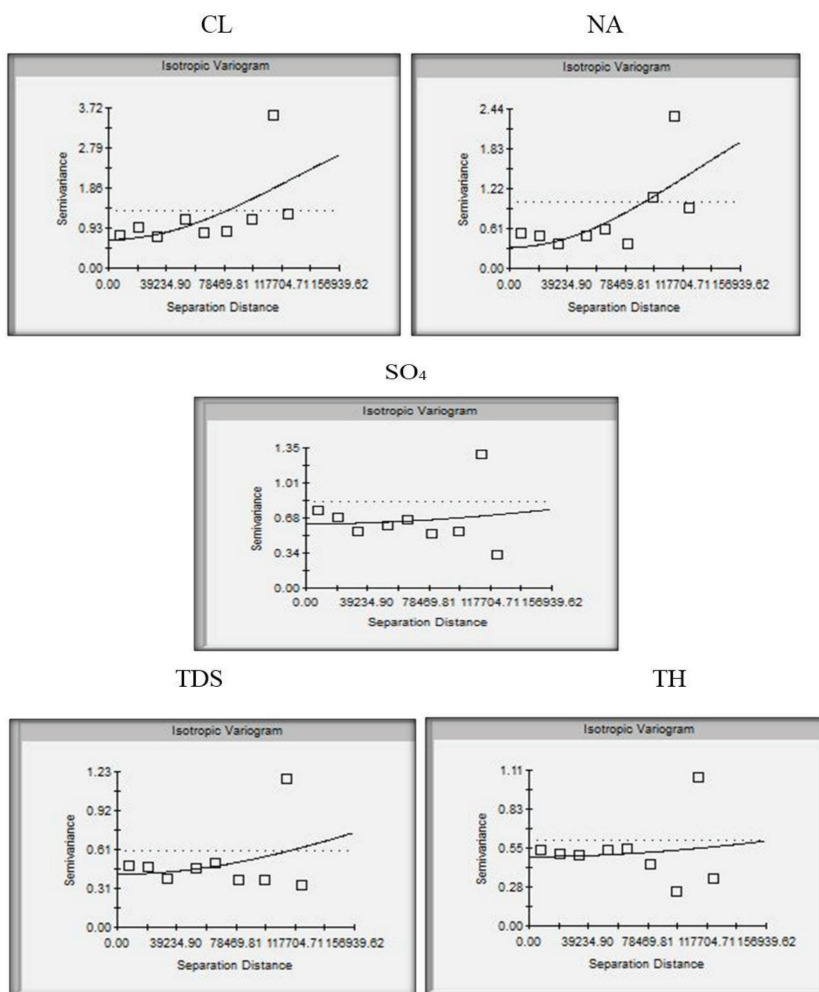 CL
NA
Isotropic Variogram
3.72
2.79
1.86
0.93
0.00
Semivariance
0.00 39234.90 78469.81 117704.71 156939.62
Separation Distance
Isotropic Variogram
2.44
1.83
1.22
0.61
0.00
Semivariance
0.00 39234.90 78469.81 117704.71 156939.62
Separation Distance
SO₄
Isotropic Variogram
1.35
1.01
0.68
0.34
0.00
Semivariance
0.00 39234.90 78469.81 117704.71 156939.62
Separation Distance
TDS
TH
Isotropic Variogram
1.23
0.92
0.61
0.31
0.00
Semivariance
0.00 39234.90 78469.81 117704.71 156939.62
Separation Distance
Isotropic Variogram
1.11
0.83
0.55
0.28
0.00
Semivariance
0.00 39234.90 78469.81 117704.71 156939.62
Separation Distance